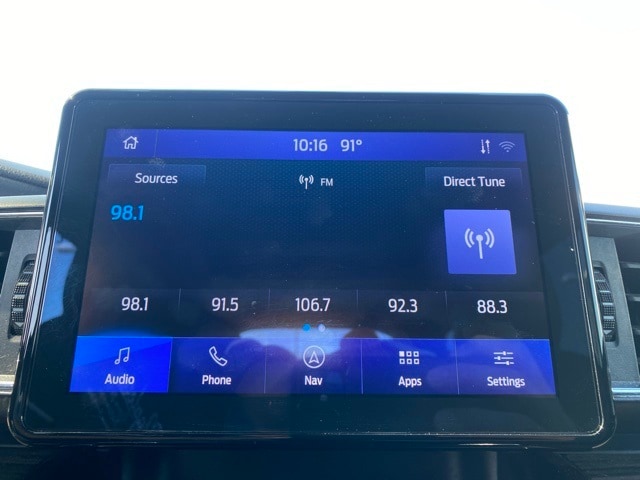 10:16 91°
Sources FM Direct Tune
98.1
98.1 91.5 106.7 92.3 88.3
Audio Phone Nav Apps Settings